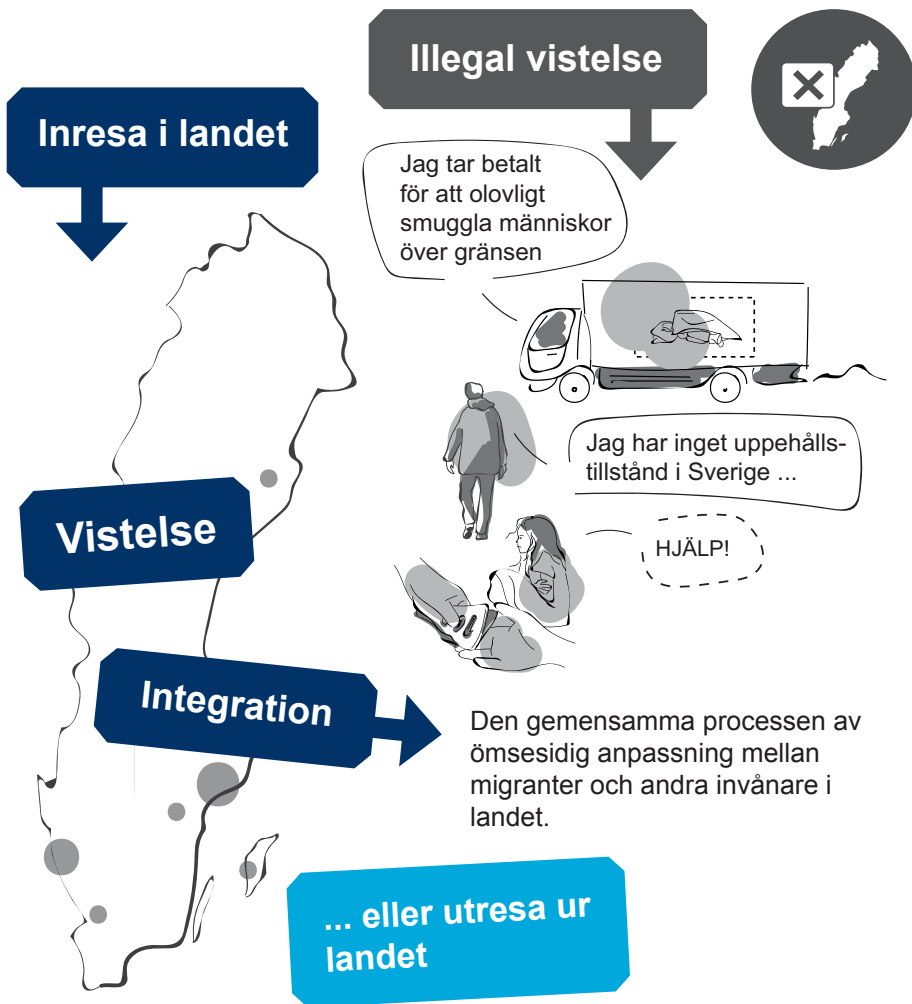 Illegal vistelse
Inresa i landet
Jag tar betalt
för att olovligt
smuggla människor
över gränsen
Jag har inget uppehålls-
tillstånd i Sverige ...
HJÄLP!
Vistelse
Integration
Den gemensamma processen av
ömsesidig anpassning mellan
migranter och andra invånare i
landet.
... eller utresa ur
landet